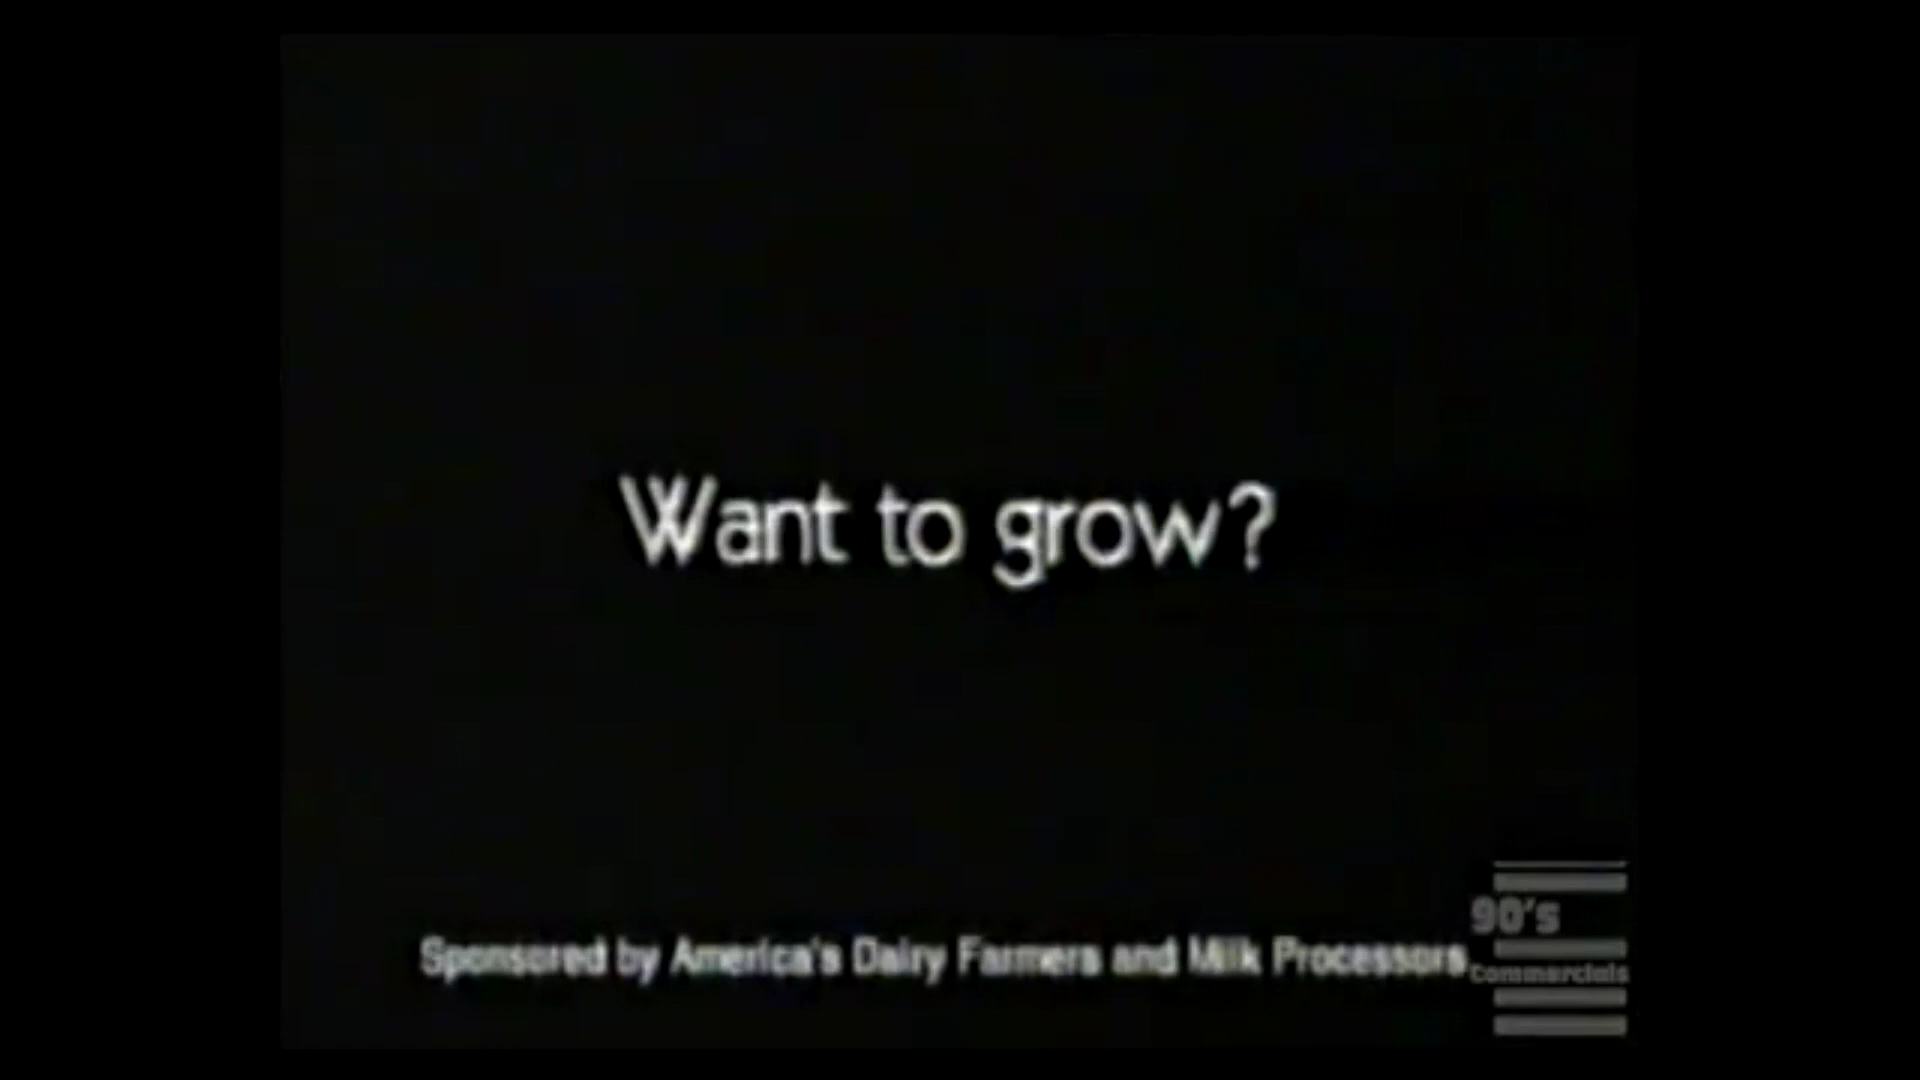 Want to grow?
Sponsored by America's Dairy Farmers and Milk Processors
90's
Commercials